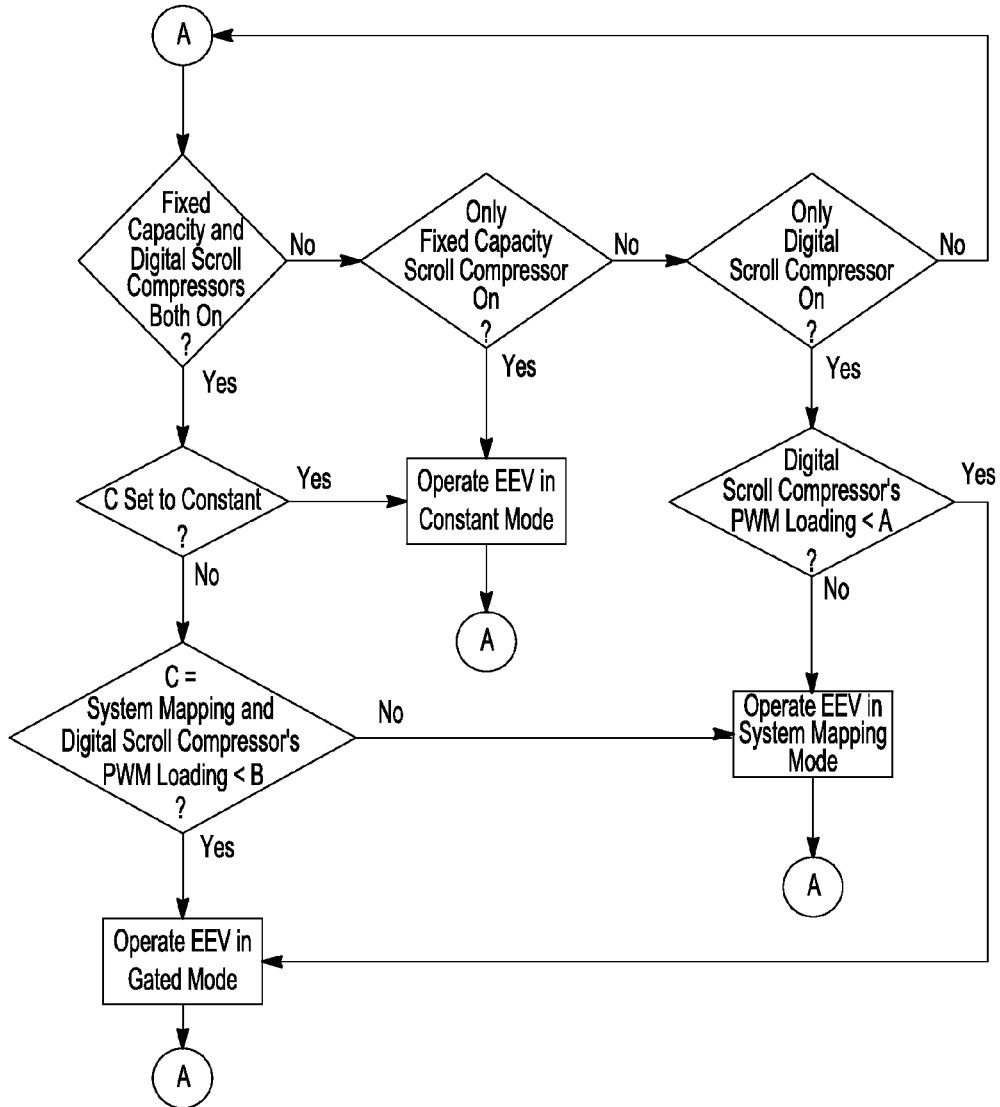 A
Fixed
Capacity and
Digital Scroll
Compressors
Both On
?
No
Only
Fixed Capacity
Scroll Compressor
On
?
No
Only
Digital
Scroll Compressor
On
?
No
Yes
Yes
Yes
C Set to Constant
?
Yes
Operate EEV in
Constant Mode
Digital
Scroll Compressor's
PWM Loading < A
?
Yes
No
No
A
C =
System Mapping and
Digital Scroll Compressor's
PWM Loading < B
?
No
Operate EEV in
System Mapping
Mode
Yes
A
Operate EEV in
Gated Mode
A